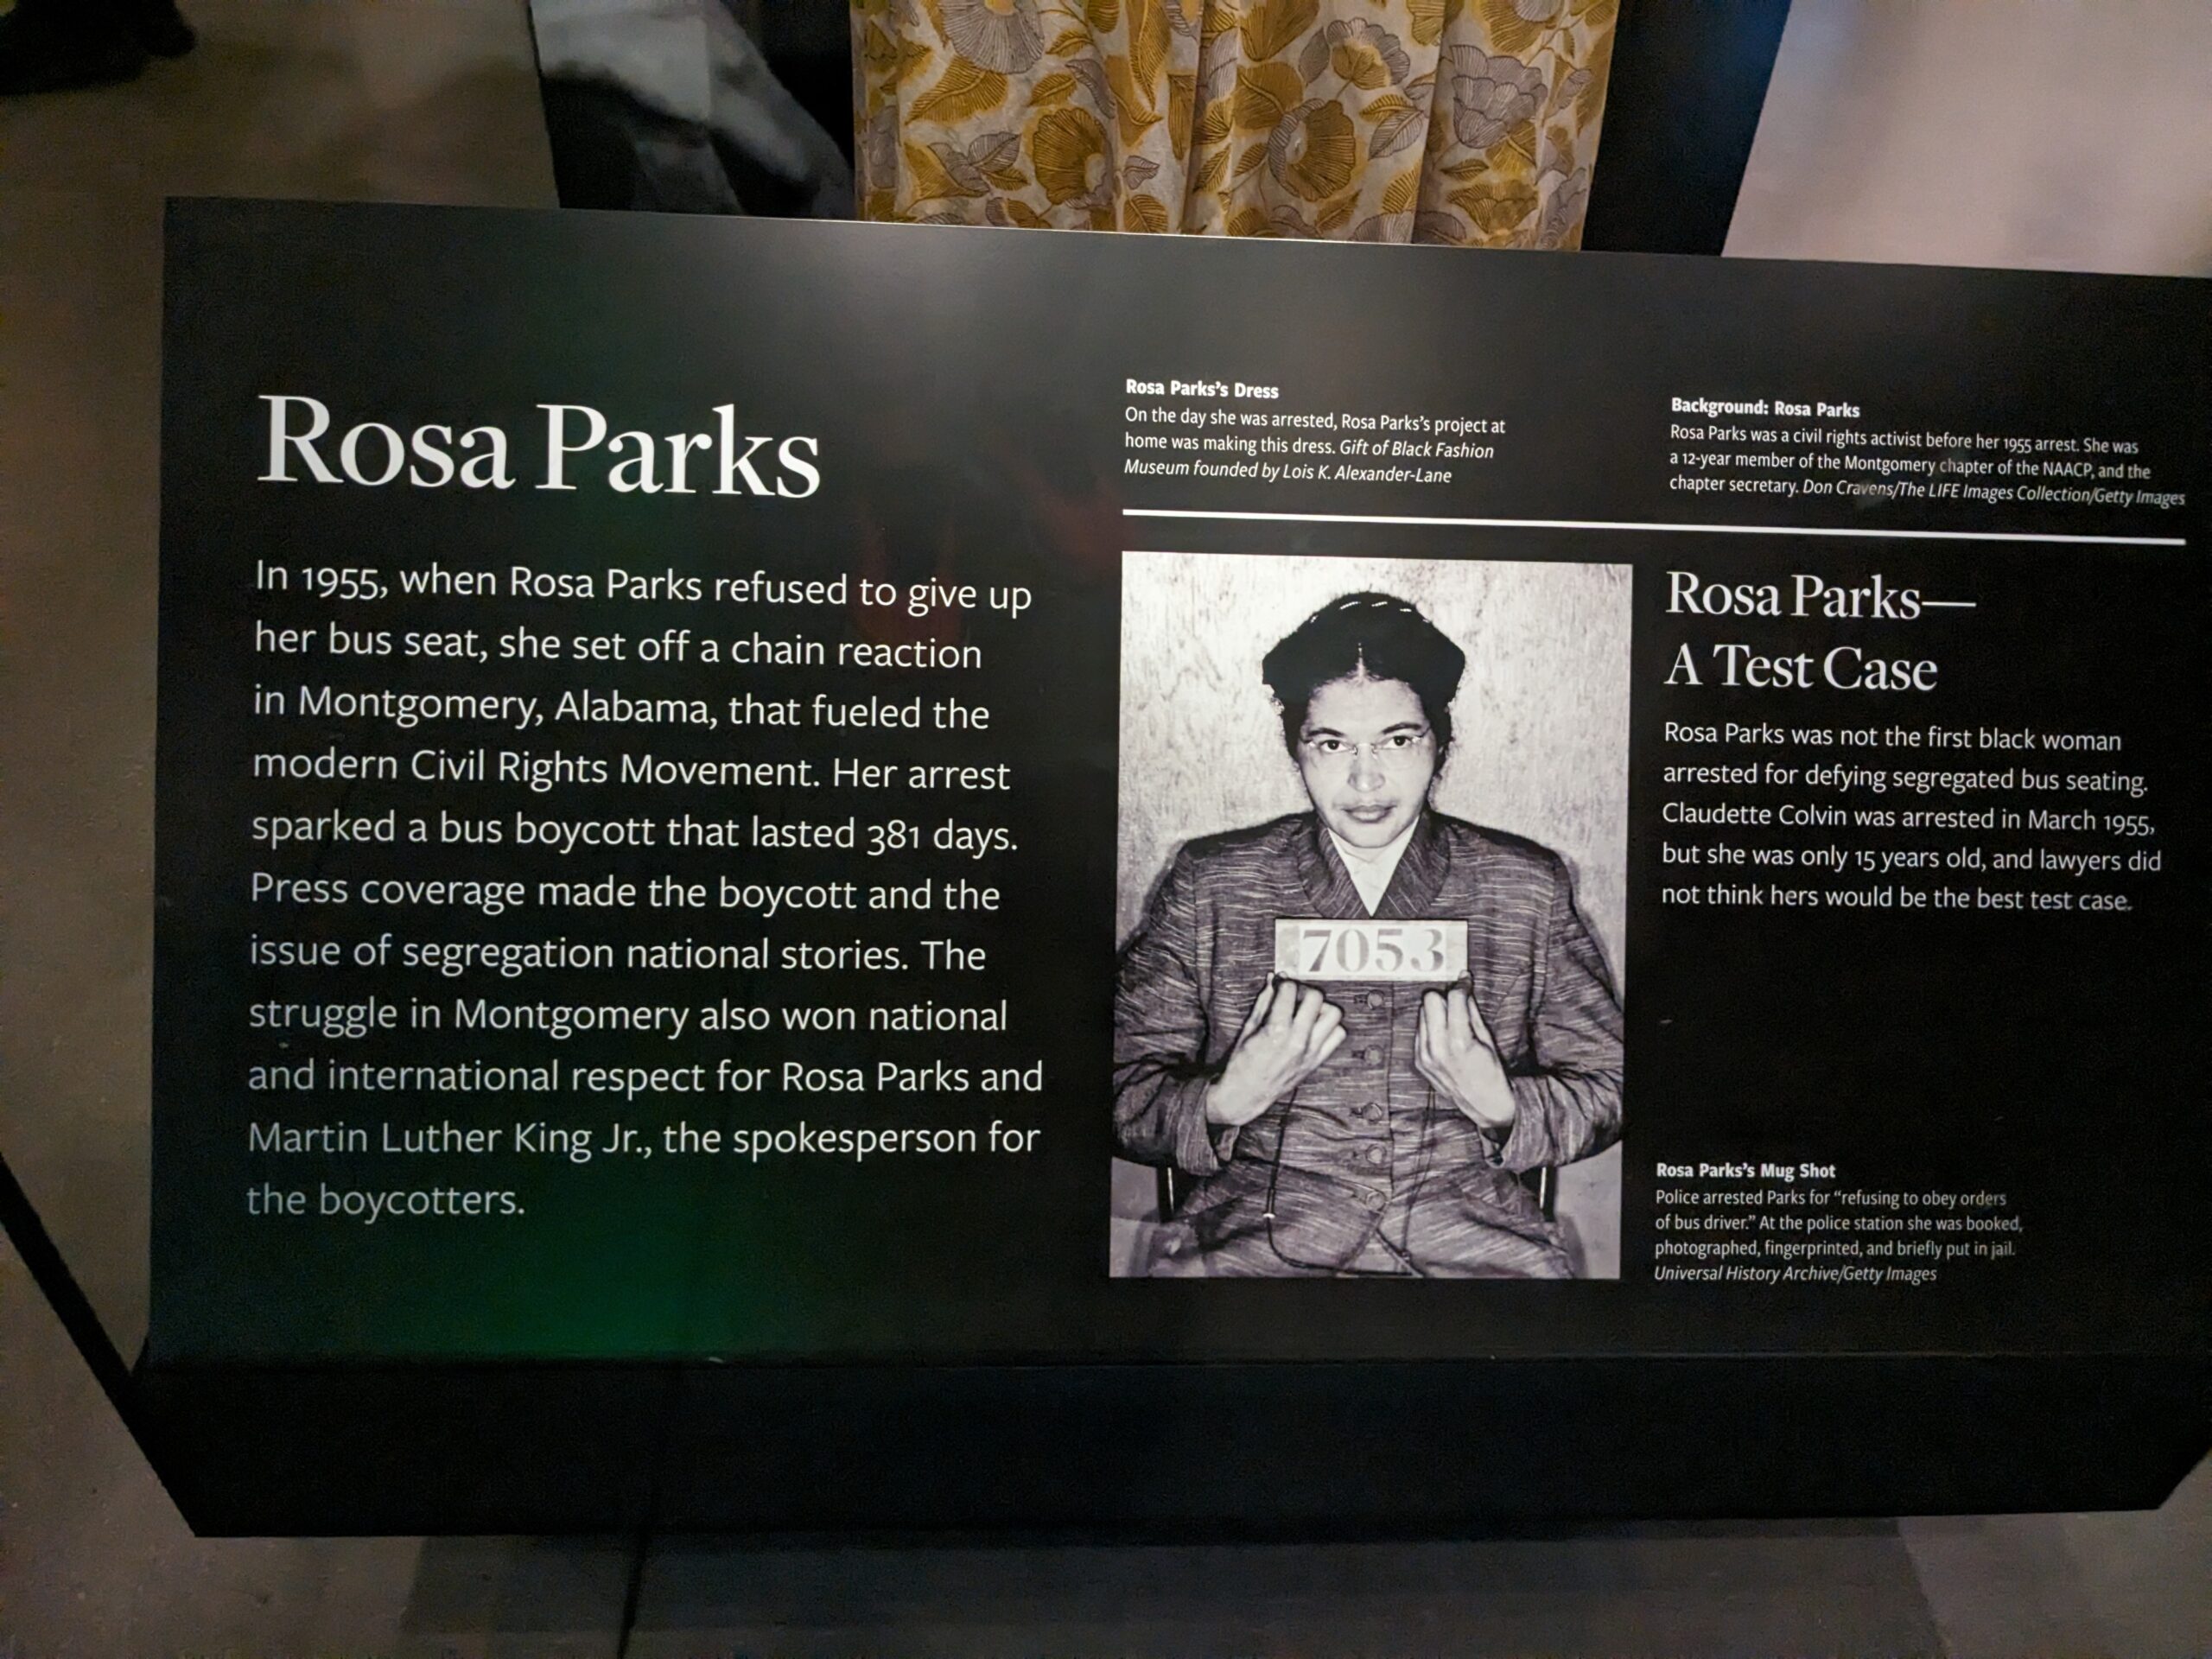 Rosa Parks
In 1955, when Rosa Parks refused to give up
her bus seat, she set off a chain reaction
in Montgomery, Alabama, that fueled the
modern Civil Rights Movement. Her arrest
sparked a bus boycott that lasted 381 days.
Press coverage made the boycott and the
issue of segregation national stories. The
struggle in Montgomery also won national
and international respect for Rosa Parks and
Martin Luther King Jr., the spokesperson for
the boycotters.
Rosa Parks's Dress
On the day she was arrested, Rosa Parks's project at
home was making this dress. Gift of Black Fashion
Museum founded by Lois K. Alexander-Lane
Background: Rosa Parks
Rosa Parks was a civil rights activist before her 1955 arrest. She was
a 12-year member of the Montgomery chapter of the NAACP, and the
chapter secretary. Don Cravens/The LIFE Images Collection/Getty Images
7053
Rosa Parks—
A Test Case
Rosa Parks was not the first black woman
arrested for defying segregated bus seating.
Claudette Colvin was arrested in March 1955,
but she was only 15 years old, and lawyers did
not think hers would be the best test case.
Rosa Parks's Mug Shot
Police arrested Parks for “refusing to obey orders
of bus driver.” At the police station she was booked,
photographed, fingerprinted, and briefly put in jail.
Universal History Archive/Getty Images